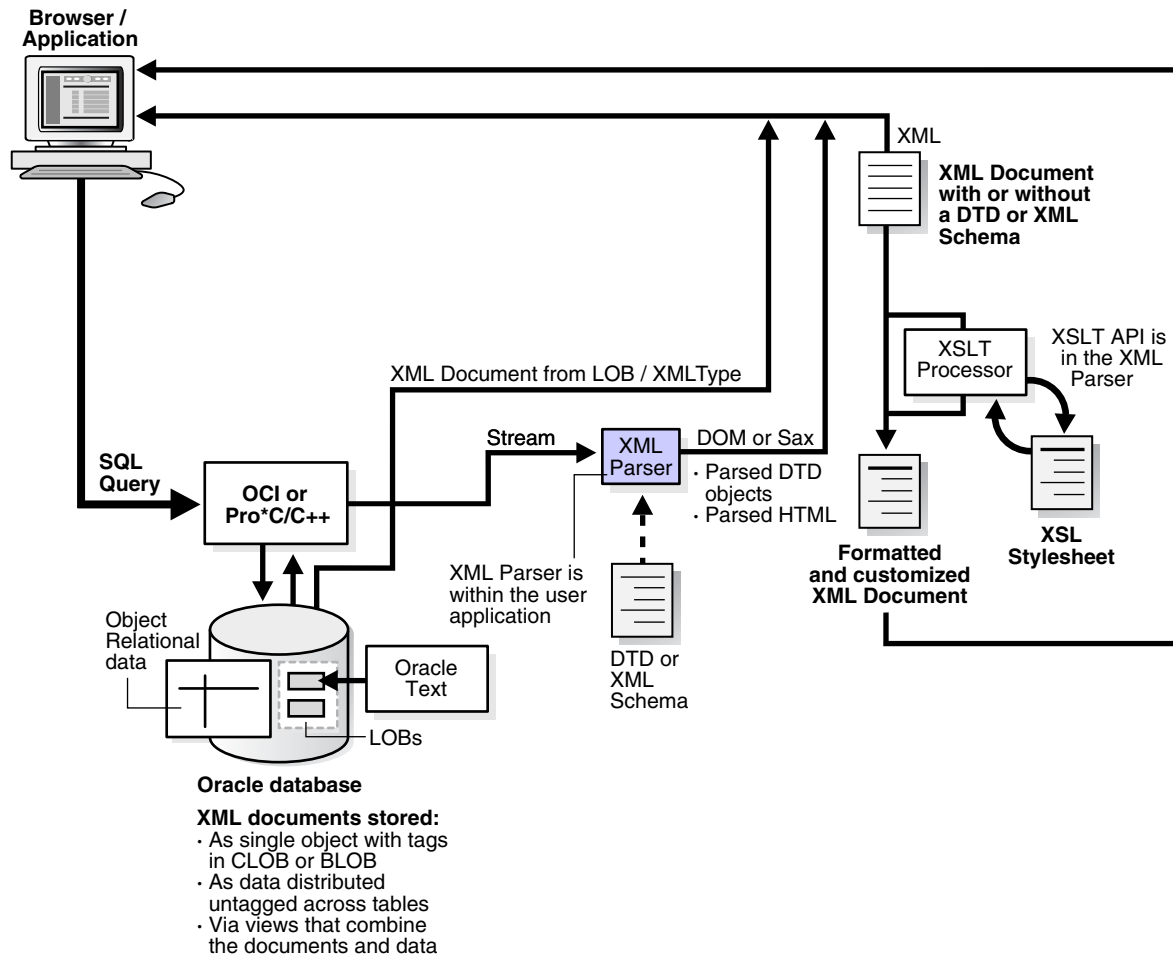 Browser /
Application
XML
XML Document
with or without
a DTD or XML
Schema
XSLT
Processor
XSLT API is
in the XML
Parser
XML Document from LOB / XMLType
Stream
XML
Parser
DOM or Sax
· Parsed DTD
objects
· Parsed HTML
SQL
Query
OCI or
Pro*C/C++
XSL
Stylesheet
Formatted
and customized
XML Document
XML Parser is
within the user
application
Object
Relational
data
Oracle
Text
DTD or
XML
Schema
LOBs
Oracle database
XML documents stored:
· As single object with tags
in CLOB or BLOB
· As data distributed
untagged across tables
· Via views that combine
the documents and data